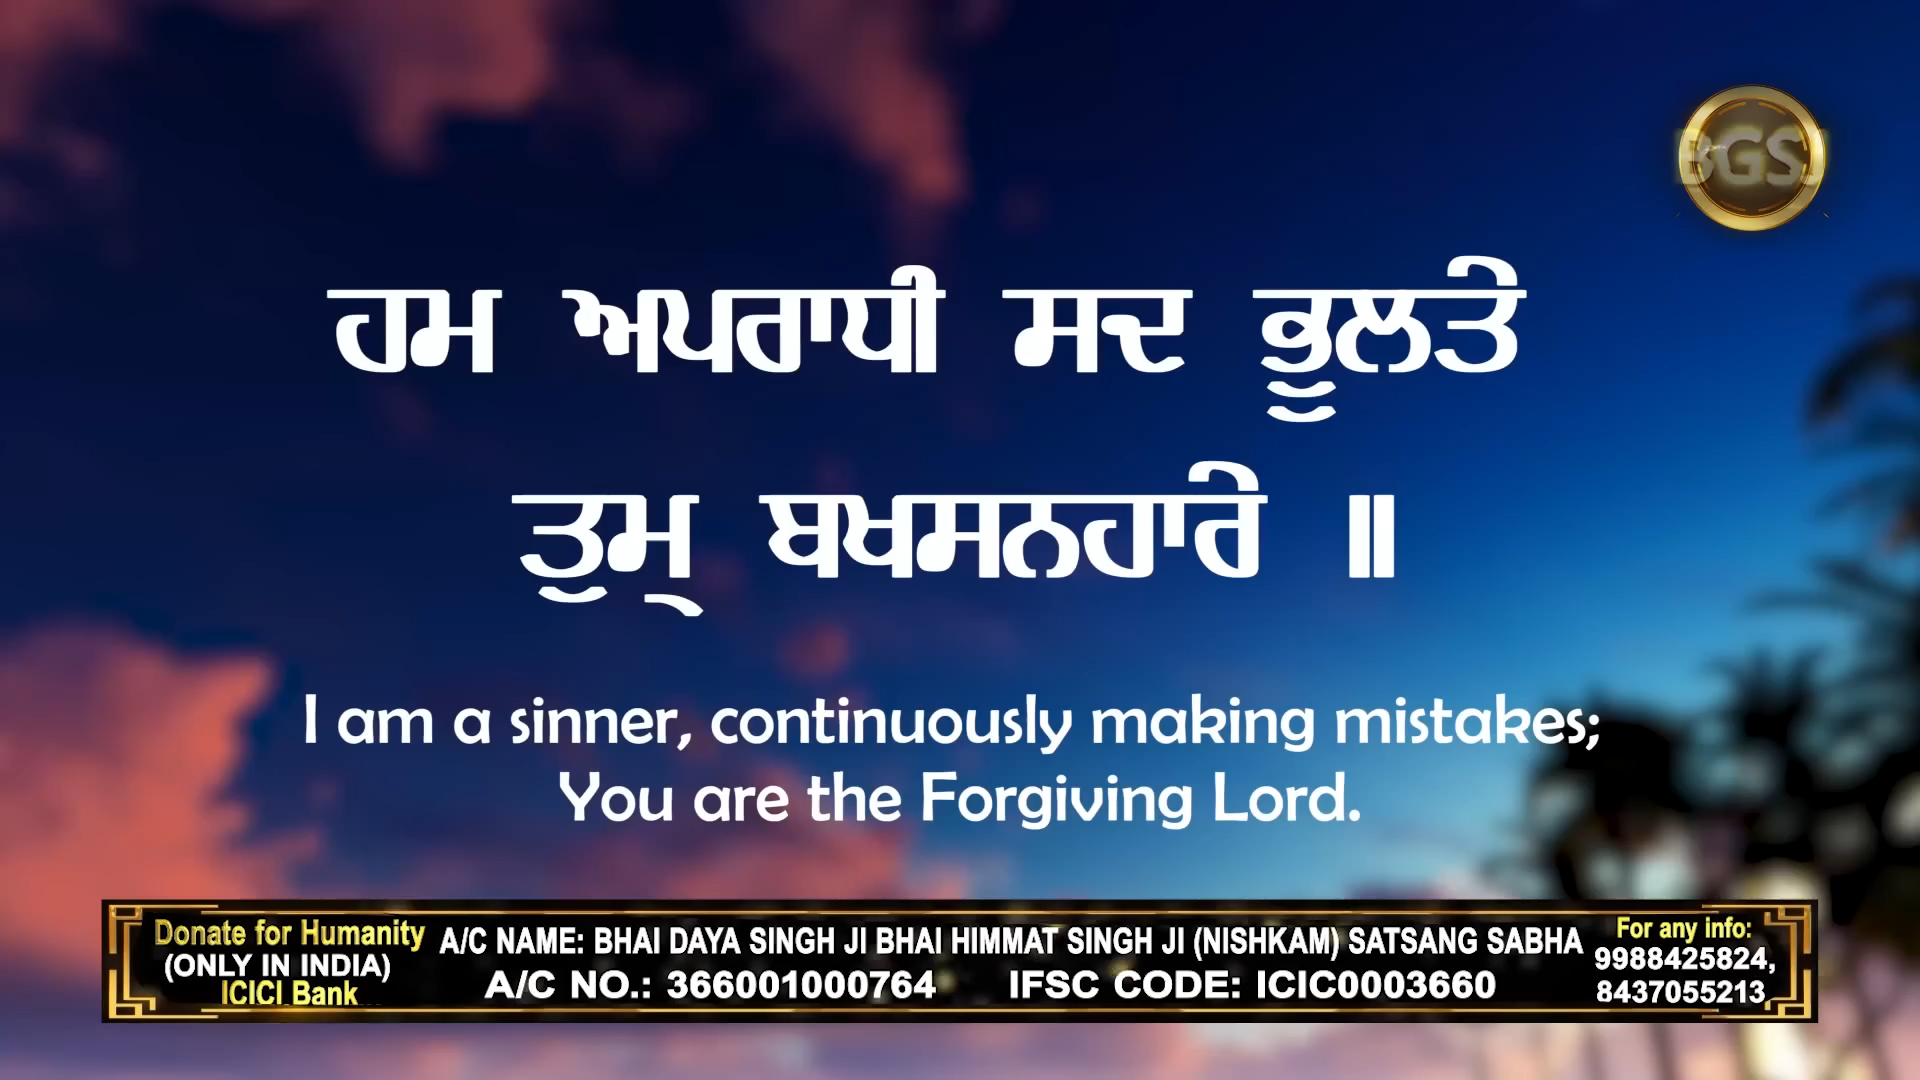 BGSJ
ਹਮ ਅਪਰਾਧੀ ਸਦ ਭੂਲਤੇ
ਤੁਮ੍ ਬਖਸਨਹਾਰੇ ॥
I am a sinner, continuously making mistakes;
You are the Forgiving Lord.
Donate for Humanity
(ONLY IN INDIA)
ICICI Bank
A/C NAME: BHAI DAYA SINGH JI BHAI HIMMAT SINGH JI (NISHKAM) SATSANG SABHA
A/C NO.: 366001000764 IFSC CODE: ICIC0003660
For any info:
9988425824,
8437055213